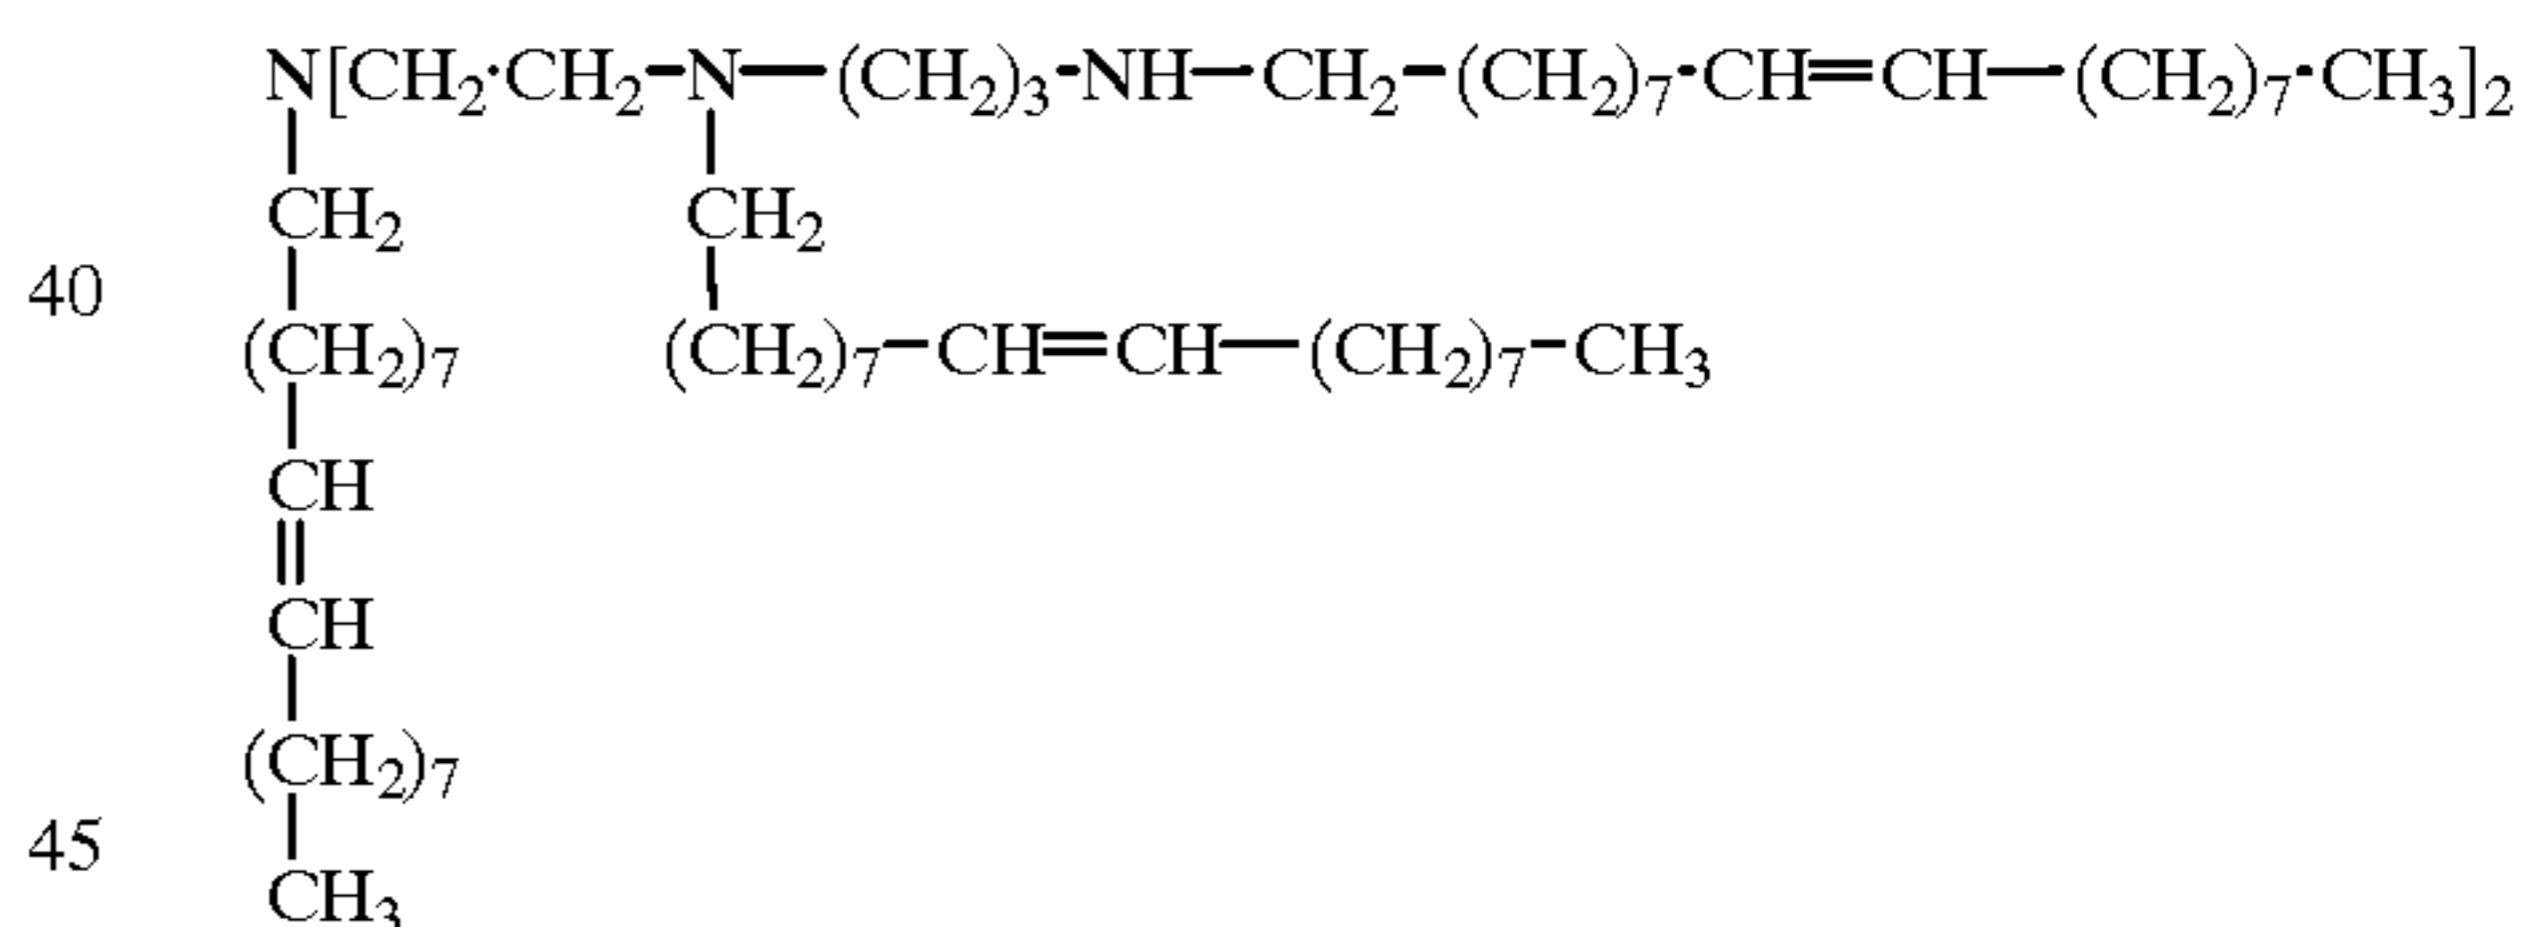 N[CH₂·CH₂—N—(CH₂)₃·NH—CH₂—(CH₂)₇·CH=CH—(CH₂)₇·CH₃]₂
CH₂ CH₂
40
(CH₂)₇ (CH₂)₇—CH=CH—(CH₂)₇—CH₃
CH
CH
(CH₂)₇
45
CH₃